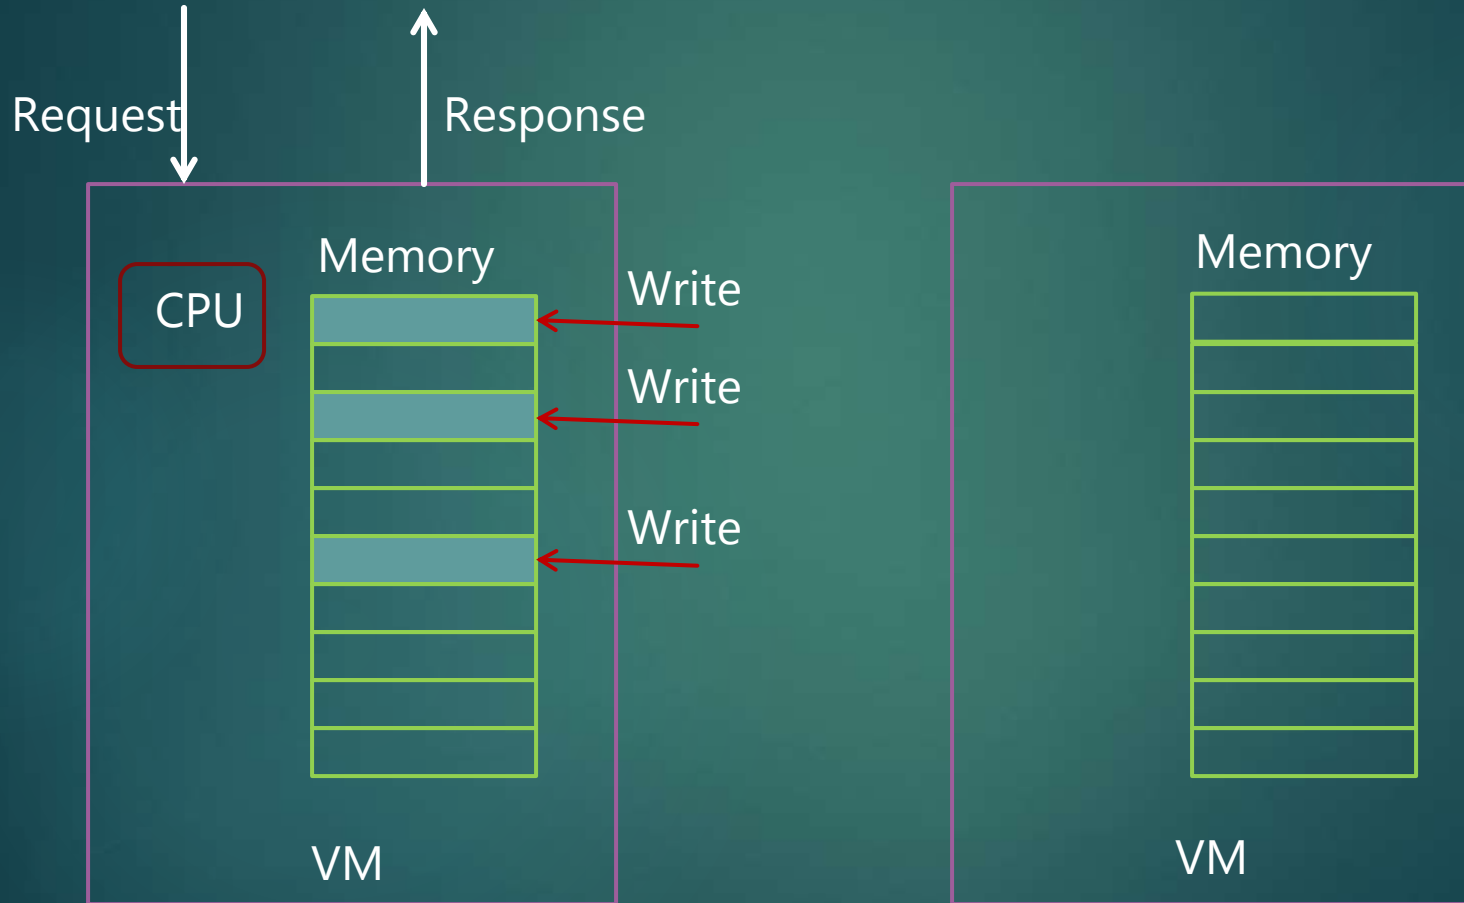 Request
Response
Memory
Memory
CPU
Write
Write
Write
VM
VM